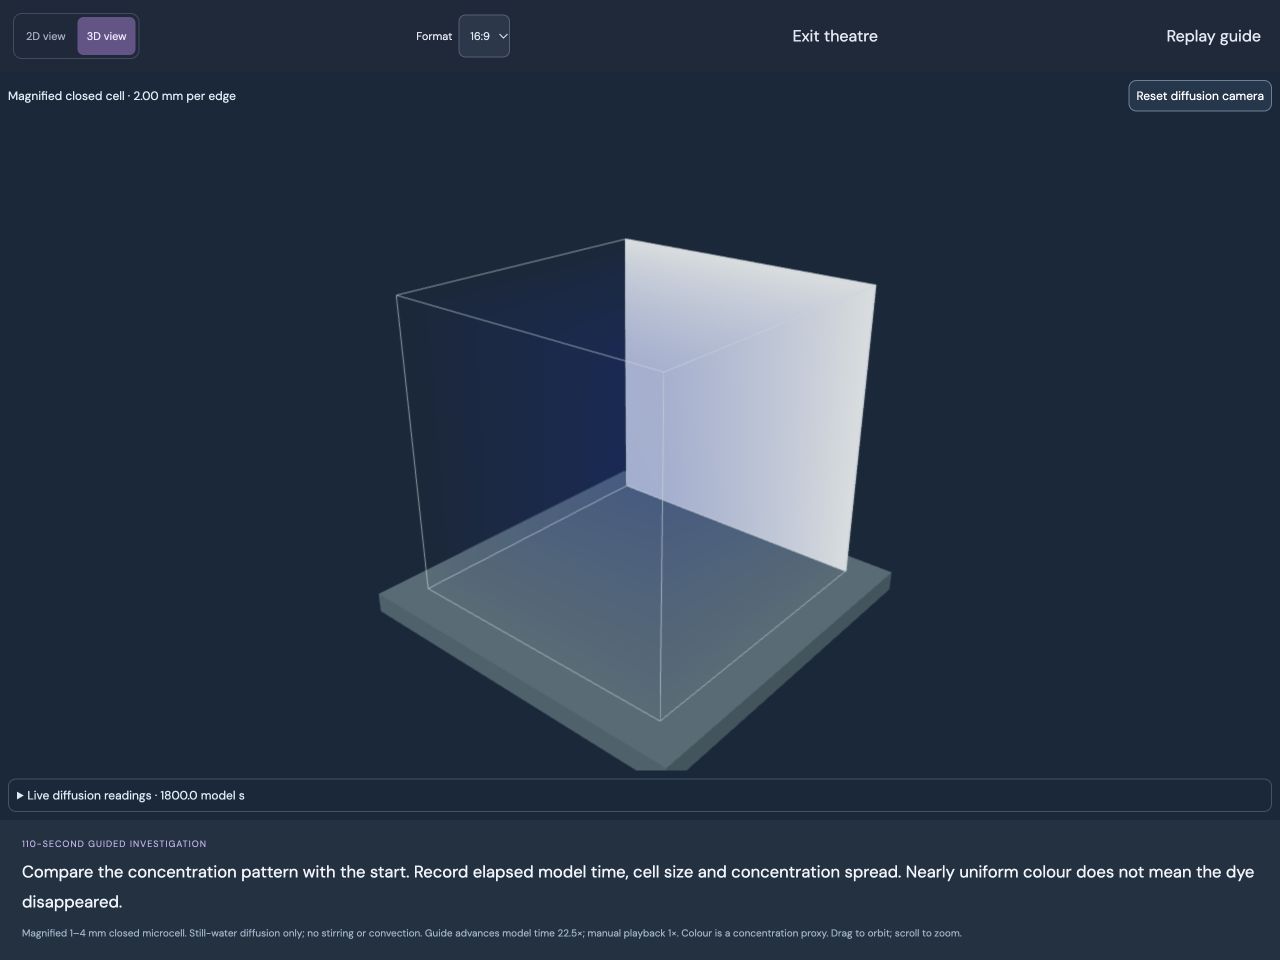 2D view
3D view
Format
16:9
Exit theatre
Replay guide
Magnified closed cell · 2.00 mm per edge
Reset diffusion camera
Live diffusion readings · 1800.0 model s
110-SECOND GUIDED INVESTIGATION
Compare the concentration pattern with the start. Record elapsed model time, cell size and concentration spread. Nearly uniform colour does not mean the dye
disappeared.
Magnified 1–4 mm closed microcell. Still-water diffusion only; no stirring or convection. Guide advances model time 22.5×; manual playback 1×. Colour is a concentration proxy. Drag to orbit; scroll to zoom.